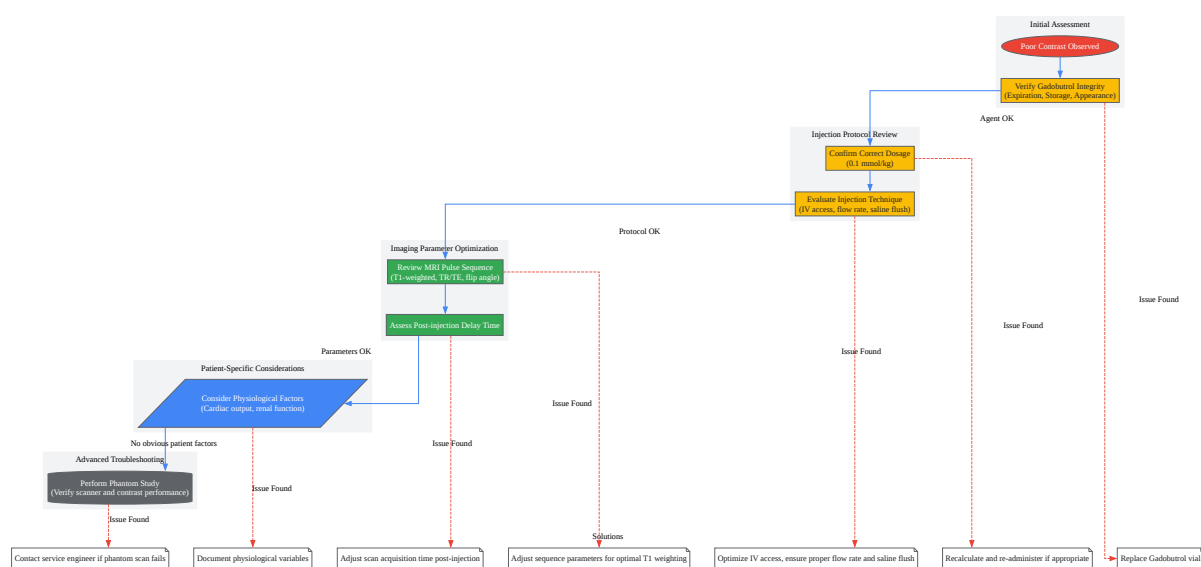 Initial Assessment
Poor Contrast Observed
Verify Gadobutrol Integrity
(Expiration, Storage, Appearance)
Agent OK
Injection Protocol Review
Confirm Correct Dosage
(0.1 mmol/kg)
Evaluate Injection Technique
(IV access, flow rate, saline flush)
Protocol OK
Imaging Parameter Optimization
Review MRI Pulse Sequence
(T1-weighted, TR/TE, flip angle)
Issue Found
Assess Post-injection Delay Time
Issue Found
Parameters OK
Issue Found
Patient-Specific Considerations
Consider Physiological Factors
(Cardiac output, renal function)
Issue Found
No obvious patient factors
Issue Found
Advanced Troubleshooting
Perform Phantom Study
(Verify scanner and contrast performance)
Issue Found
Issue Found
Solutions
Contact service engineer if phantom scan fails
Document physiological variables
Adjust scan acquisition time post-injection
Adjust sequence parameters for optimal T1 weighting
Optimize IV access, ensure proper flow rate and saline flush
Recalculate and re-administer if appropriate
Replace Gadobutrol vial